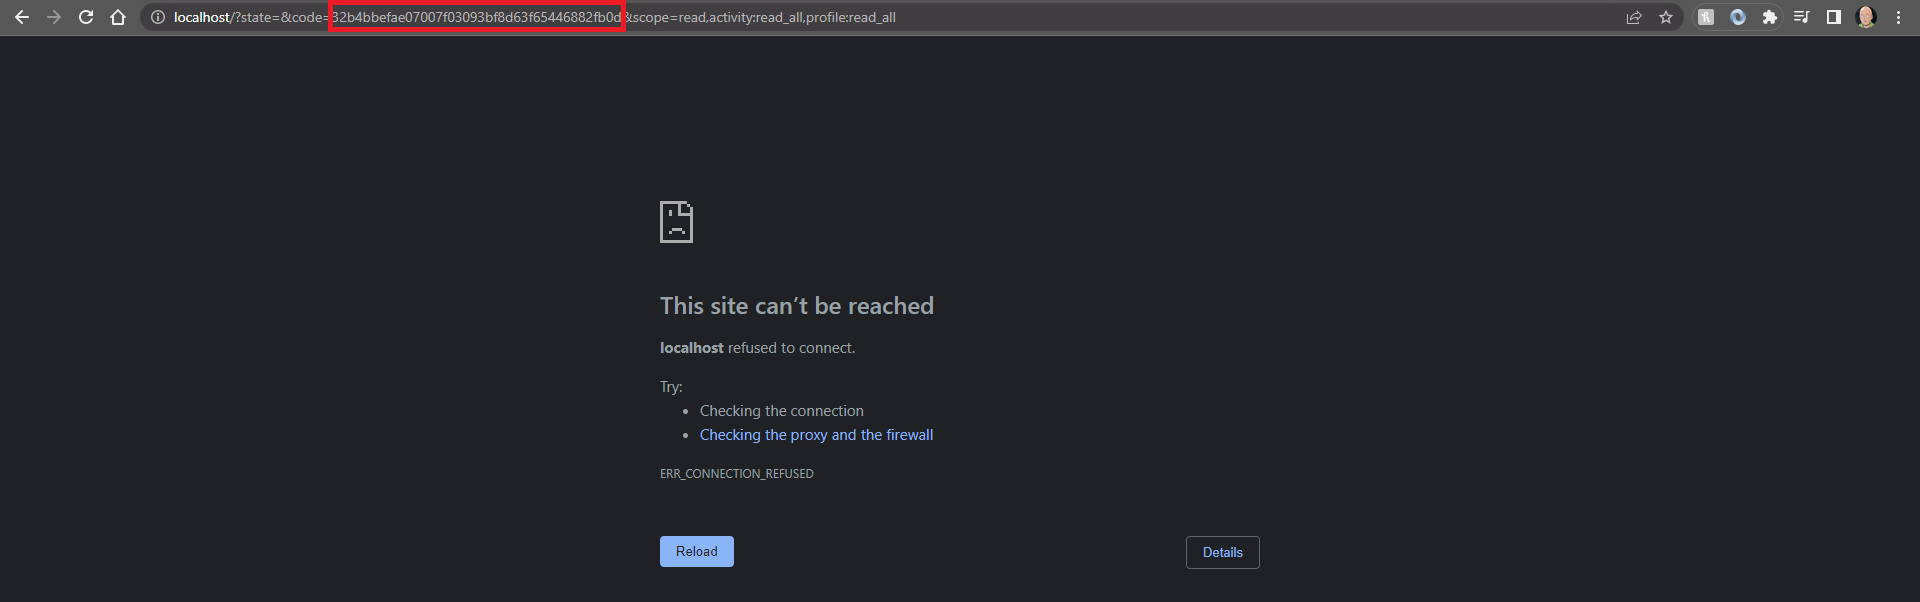 localhost/?state=&code=32b4bbefae07007f03093bf8d63f65446882fb0d&scope=read,activity:read_all,profile:read_all
This site can’t be reached
localhost refused to connect.
Try:
• Checking the connection
• Checking the proxy and the firewall
ERR_CONNECTION_REFUSED
Reload
Details